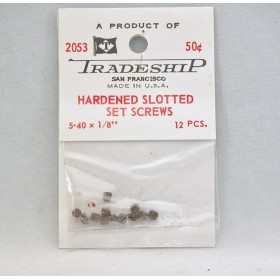 A PRODUCT OF
2053 50¢
TRADESHIP
SAN FRANCISCO
MADE IN U.S.A.
HARDENED SLOTTED
SET SCREWS
5-40 x 1/8" 12 PCS.